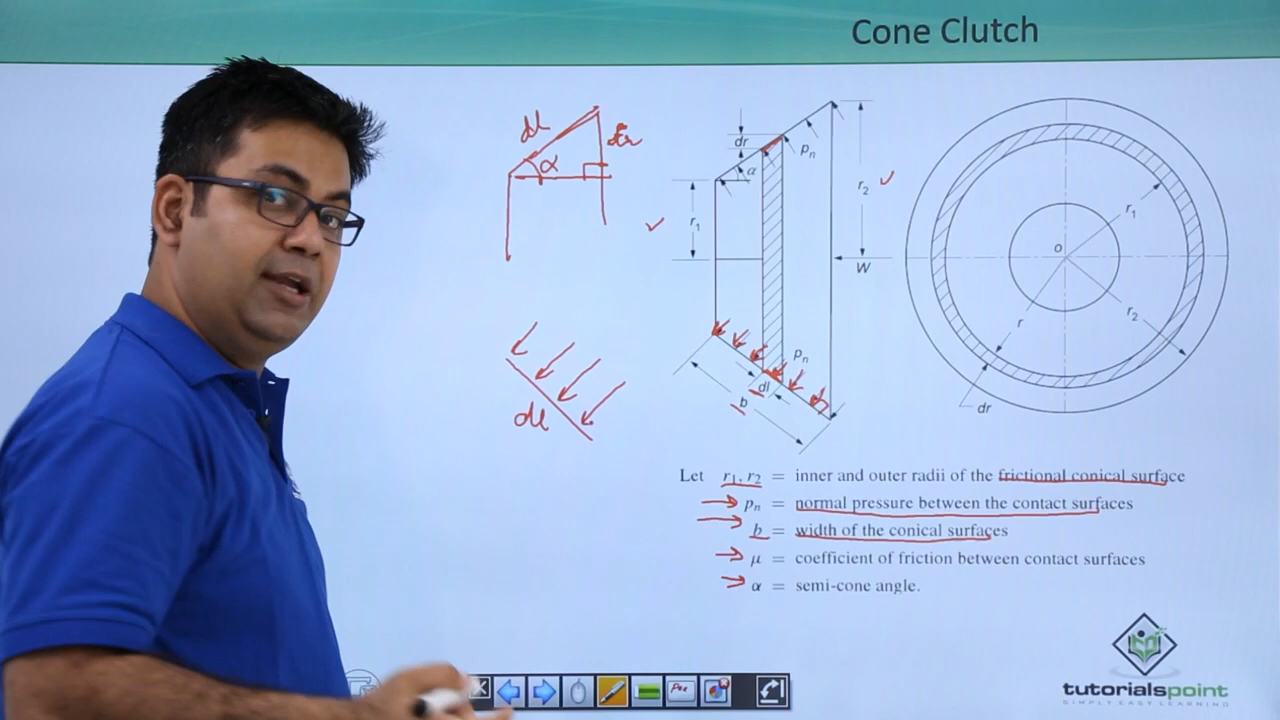 Cone Clutch
dl
dr
α
dl
dr
α
pn
r1
r2
W
pn
dl
b
o
r1
r
r2
dr
Let r1, r2 = inner and outer radii of the frictional conical surface
pn = normal pressure between the contact surfaces
b = width of the conical surfaces
μ = coefficient of friction between contact surfaces
α = semi-cone angle.
Pen
tutorialspoint
SIMPLY EASY LEARNING